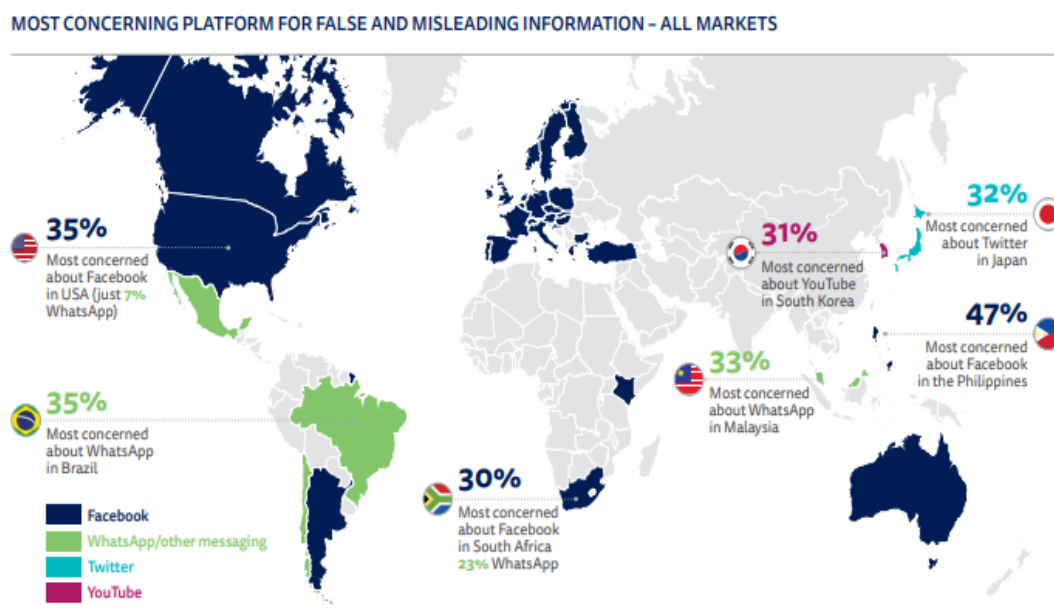 MOST CONCERNING PLATFORM FOR FALSE AND MISLEADING INFORMATION – ALL MARKETS
35%
Most concerned
about Facebook
in USA (just 7%
WhatsApp)
35%
Most concerned
about WhatsApp
in Brazil
30%
Most concerned
about Facebook
in South Africa
23% WhatsApp
31%
Most concerned
about YouTube
in South Korea
33%
Most concerned
about WhatsApp
in Malaysia
32%
Most concerned
about Twitter
in Japan
47%
Most concerned
about Facebook
in the Philippines
Facebook
WhatsApp/other messaging
Twitter
YouTube